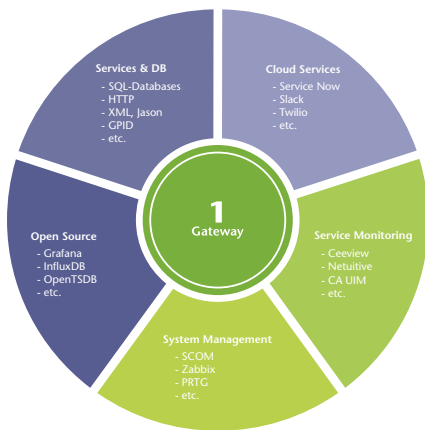 Services & DB
- SQL-Databases
- HTTP
- XML, Jason
- GPID
- etc.
Cloud Services
- Service Now
- Slack
- Twilio
- etc.
Open Source
- Grafana
- InfluxDB
- OpenTSDB
- etc.
1
Gateway
Service Monitoring
- Ceeview
- Netuitive
- CA UIM
- etc.
System Management
- SCOM
- Zabbix
- PRTG
- etc.